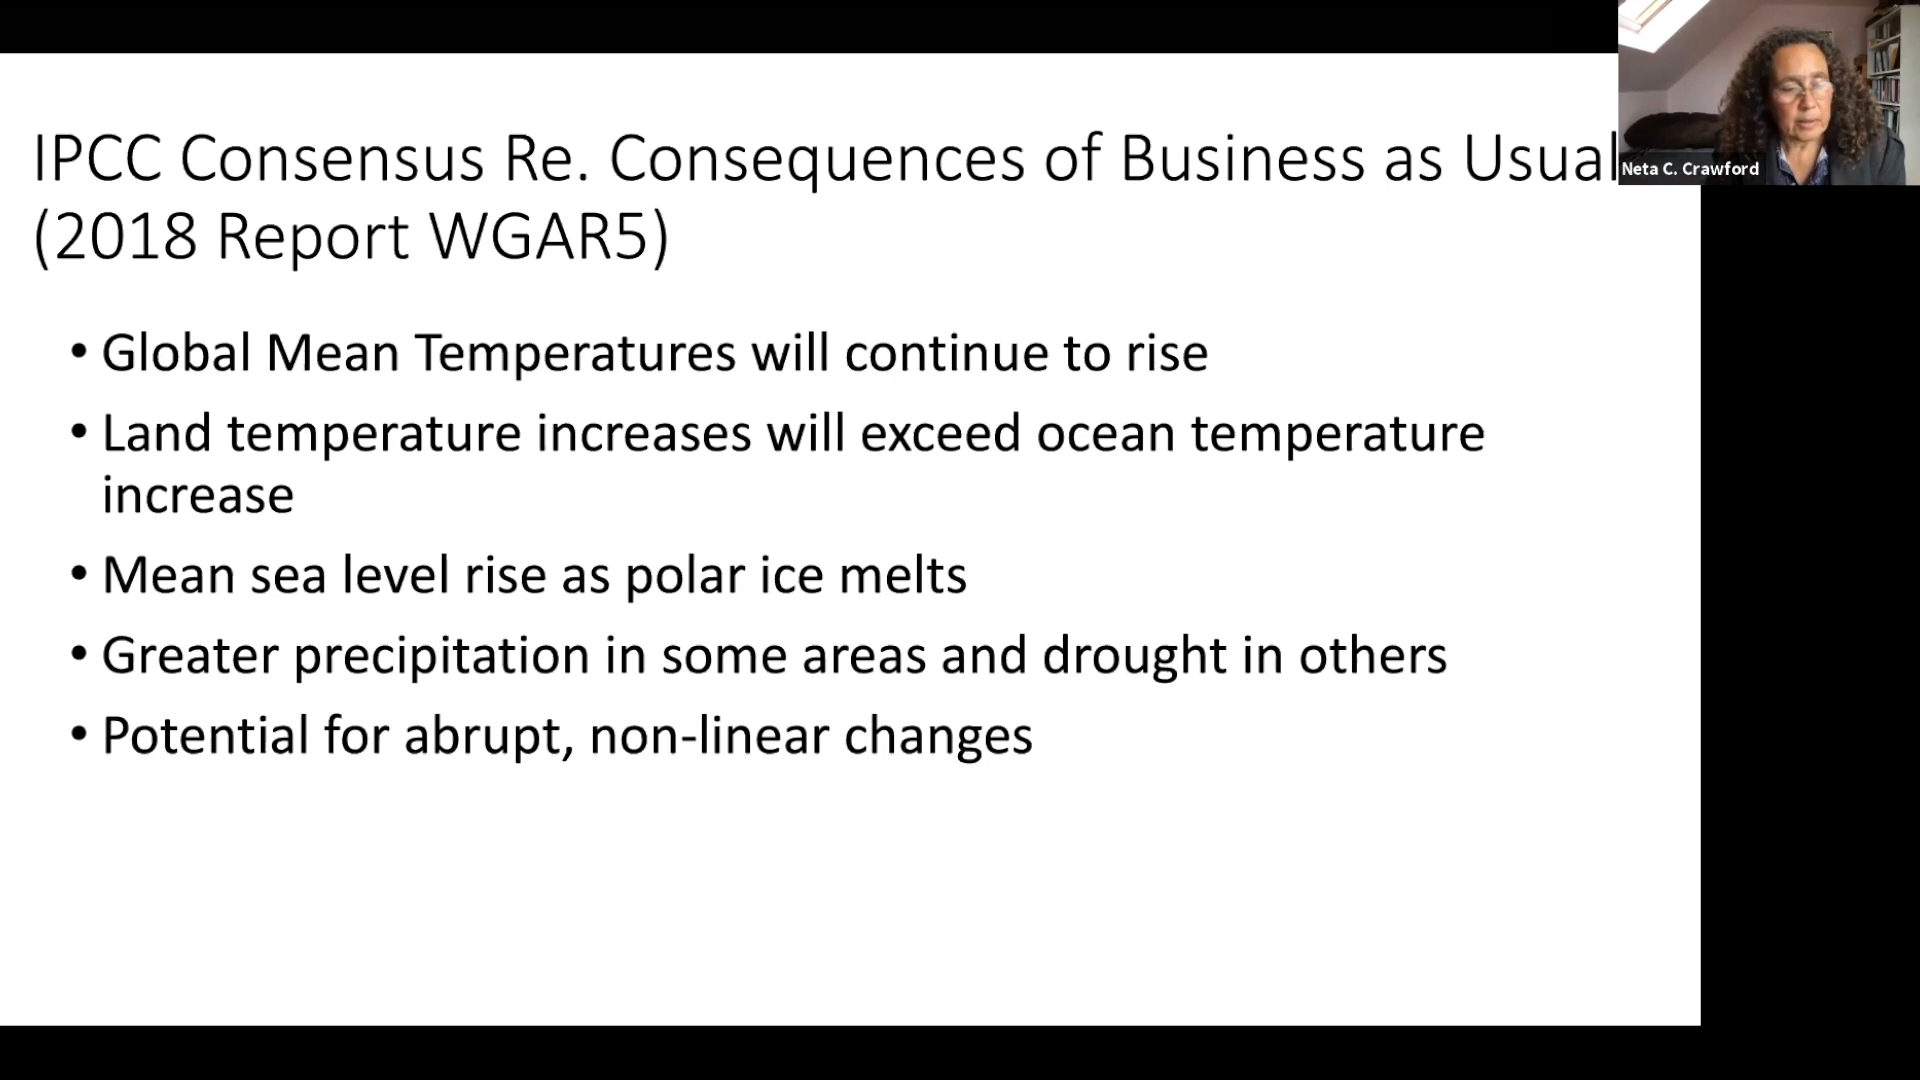 IPCC Consensus Re. Consequences of Business as Usual
(2018 Report WGAR5)
• Global Mean Temperatures will continue to rise
• Land temperature increases will exceed ocean temperature
increase
• Mean sea level rise as polar ice melts
• Greater precipitation in some areas and drought in others
• Potential for abrupt, non-linear changes
Neta C. Crawford